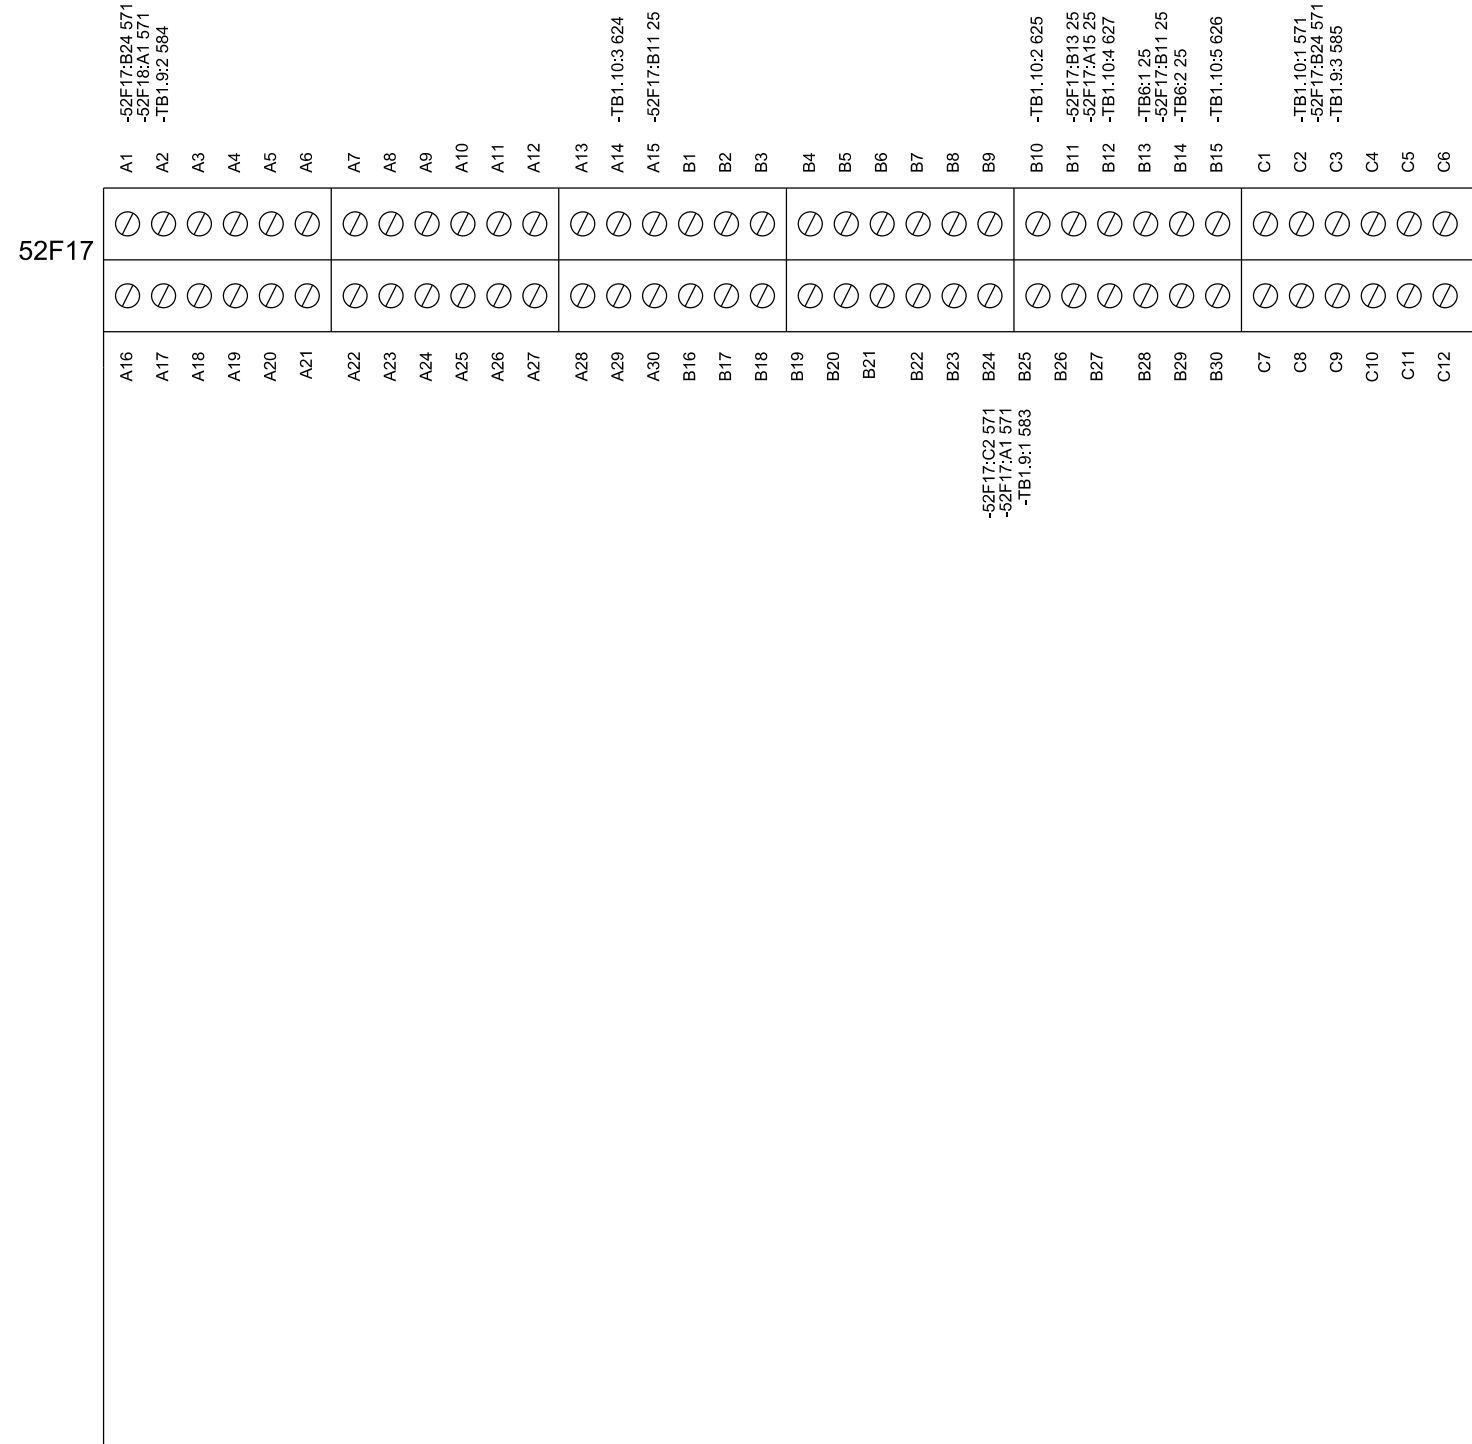 -52F17:B24 571
-52F18:A1 571
-TB1.9:2 584
-TB1.10:3 624
-52F17:B11 25
-TB1.10:2 625
-52F17:B13 25
-52F17:A15 25
-TB1.10:4 627
-TB6:1 25
-52F17:B11 25
-TB6:2 25
-TB1.10:5 626
-TB1.10:1 571
-52F17:B24 571
-TB1.9:3 585
A1 A2 A3 A4 A5 A6 A7 A8 A9 A10 A11 A12 A13 A14 A15 B1 B2 B3 B4 B5 B6 B7 B8 B9 B10 B11 B12 B13 B14 B15 C1 C2 C3 C4 C5 C6
52F17
A16 A17 A18 A19 A20 A21 A22 A23 A24 A25 A26 A27 A28 A29 A30 B16 B17 B18 B19 B20 B21 B22 B23 B24 B25 B26 B27 B28 B29 B30 C7 C8 C9 C10 C11 C12
-52F17:C2 571
-52F17:A1 571
-TB1.9:1 583